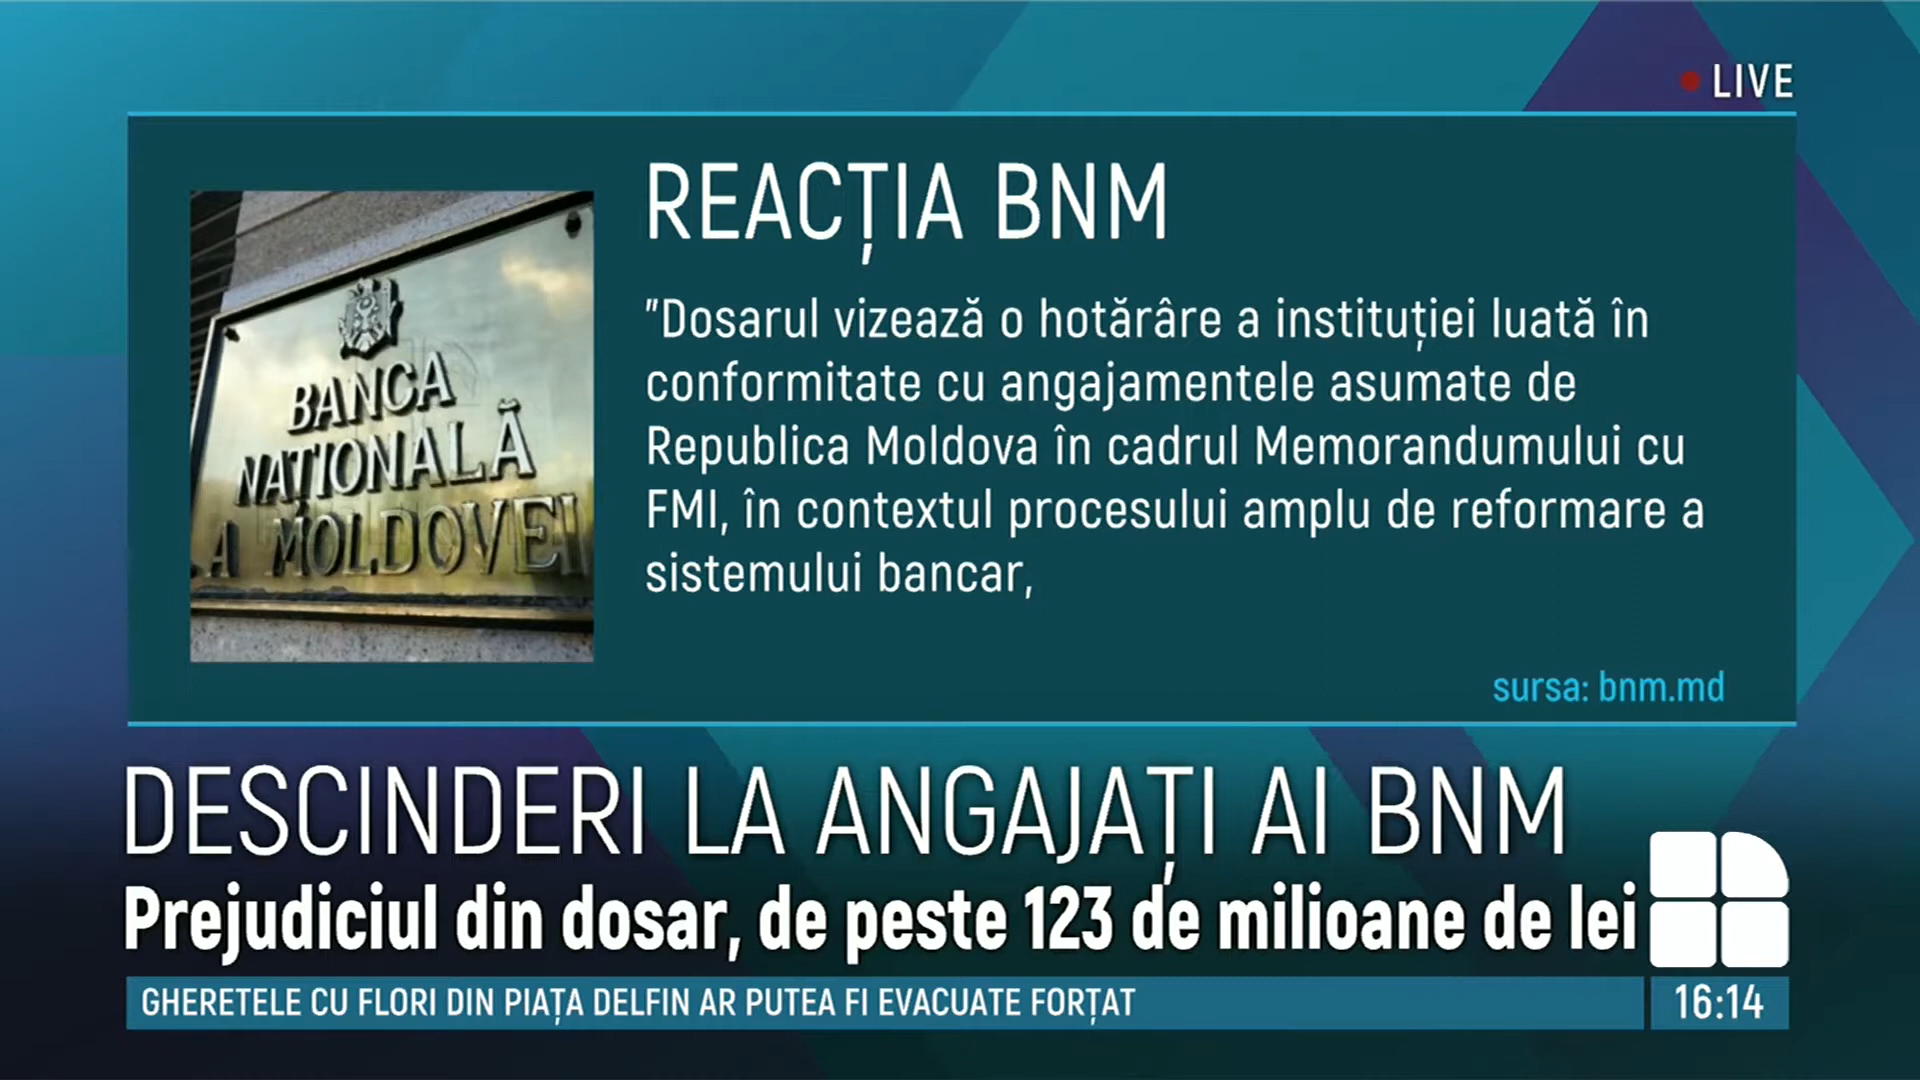 LIVE
BANCA
NAȚIONALĂ
A MOLDOVEI
REACȚIA BNM
"Dosarul vizează o hotărâre a instituției luată în
conformitate cu angajamentele asumate de
Republica Moldova în cadrul Memorandumului cu
FMI, în contextul procesului amplu de reformare a
sistemului bancar,
sursa: bnm.md
DESCINDERI LA ANGAJAȚI AI BNM
Prejudiciul din dosar, de peste 123 de milioane de lei
GHERETELE CU FLORI DIN PIAȚA DELFIN AR PUTEA FI EVACUATE FORȚAT
16:14